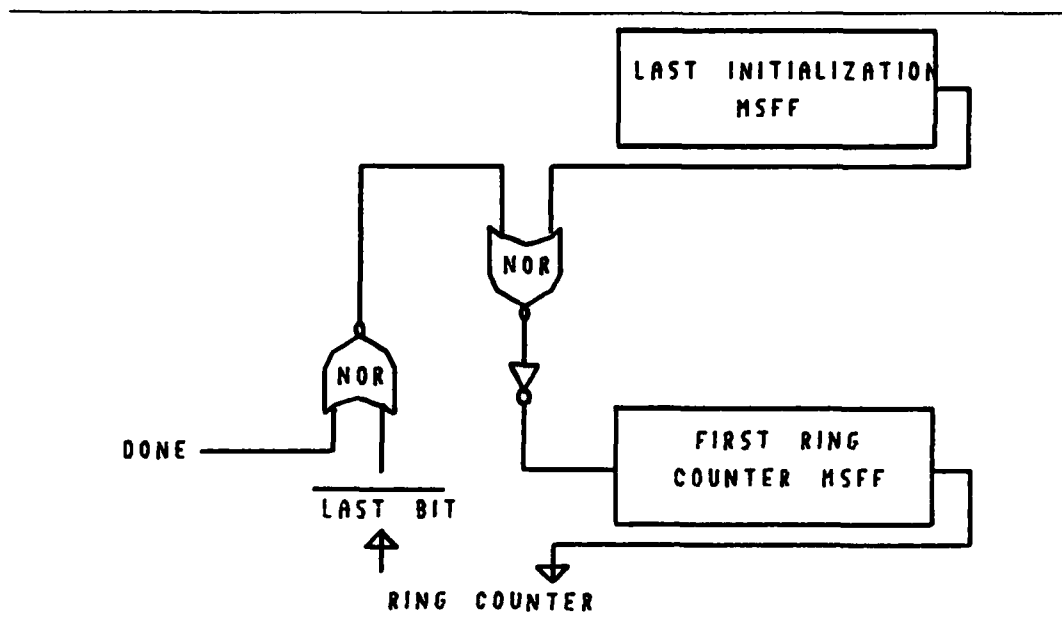 LAST INITIALIZATION
MSFF
NOR
NOR
DONE
FIRST RING
COUNTER MSFF
LAST BIT
RING COUNTER